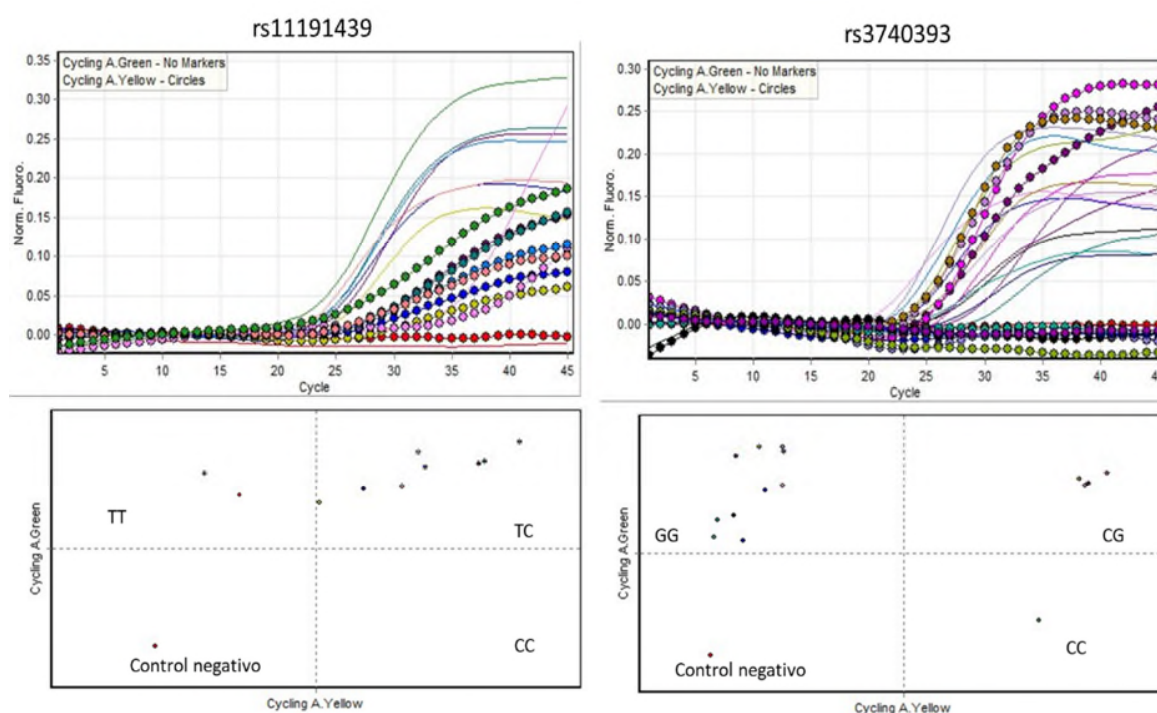 rs11191439
Cycling A.Green - No Markers
Cycling A.Yellow - Circles
0.35
0.30
0.25
0.20
0.15
0.10
0.05
0.00
Norm. Fluoro.
5
10
15
20
25
30
35
40
45
Cycle
rs3740393
Cycling A.Green - No Markers
Cycling A.Yellow - Circles
0.30
0.25
0.20
0.15
0.10
0.05
0.00
Norm. Fluoro.
5
10
15
20
25
30
35
40
45
Cycle
Cycling A.Green
TT
TC
CC
Control negativo
Cycling A.Yellow
Cycling A.Green
GG
CG
CC
Control negativo
Cycling A.Yellow